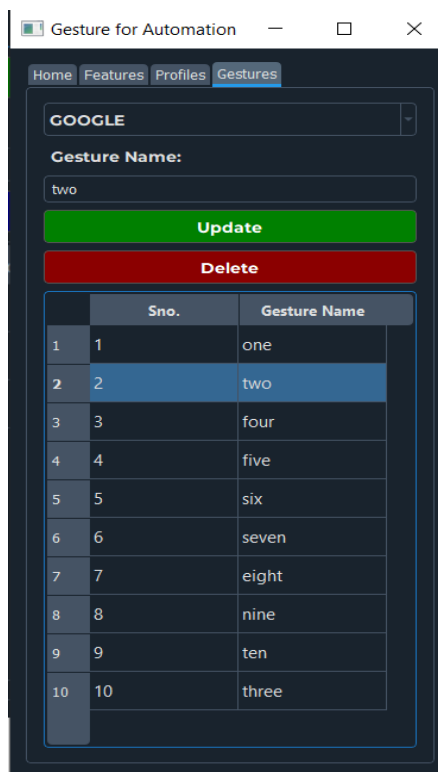 Gesture for Automation
Home Features Profiles Gestures
GOOGLE
Gesture Name:
two
Update
Delete
Sno. Gesture Name
1 1 one
2 2 two
3 3 four
4 4 five
5 5 six
6 6 seven
7 7 eight
8 8 nine
9 9 ten
10 10 three